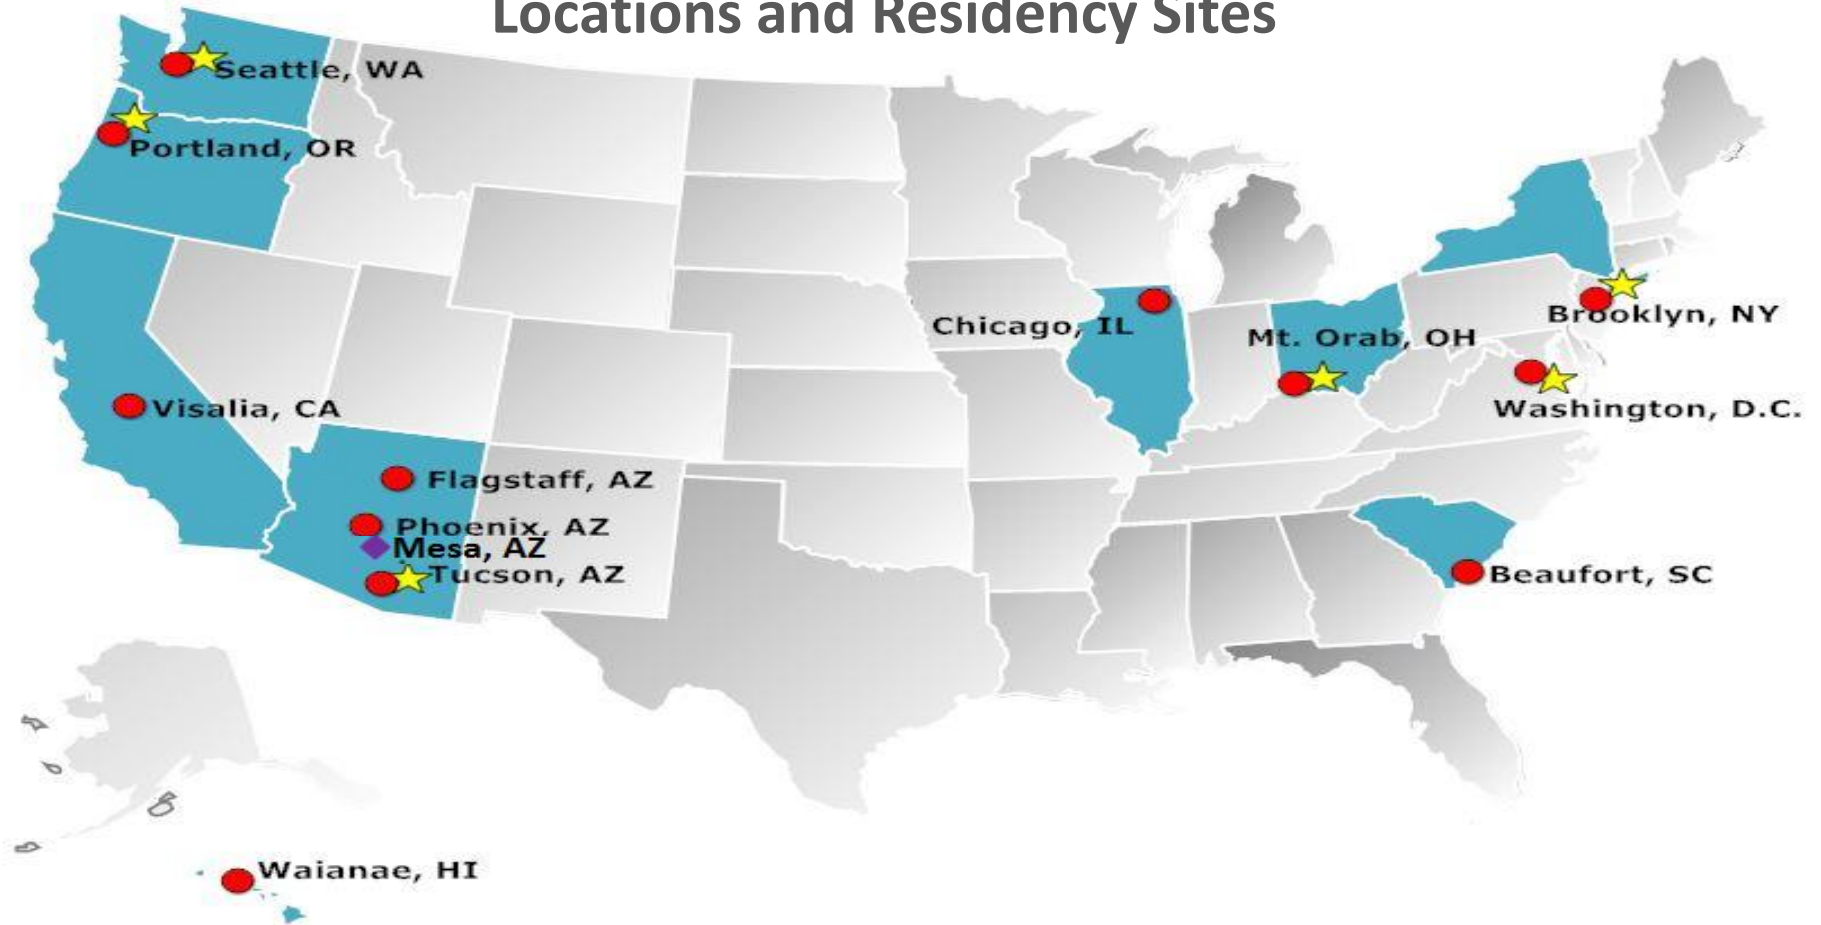 Locations and Residency Sites
Seattle, WA
Portland, OR
Chicago, IL
Mt. Orab, OH
Brooklyn, NY
Visalia, CA
Washington, D.C.
Flagstaff, AZ
Phoenix, AZ
Mesa, AZ
Tucson, AZ
Beaufort, SC
Waianae, HI